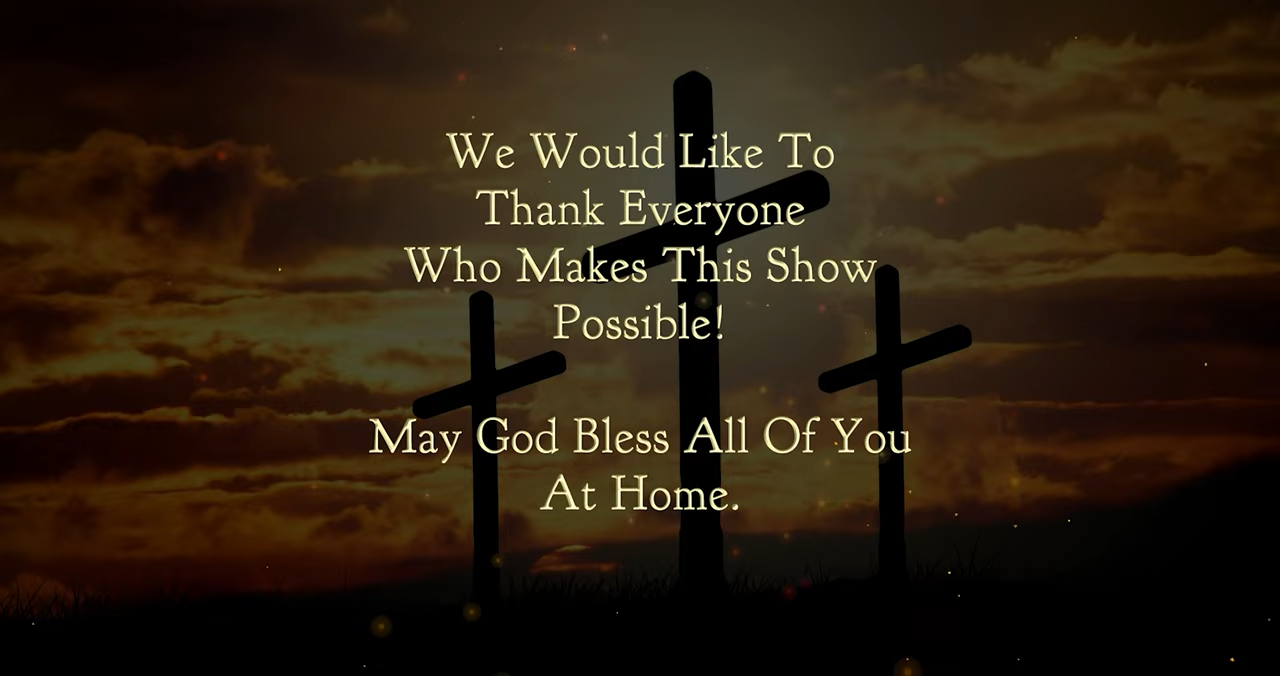 We Would Like To
Thank Everyone
Who Makes This Show
Possible!
May God Bless All Of You
At Home.